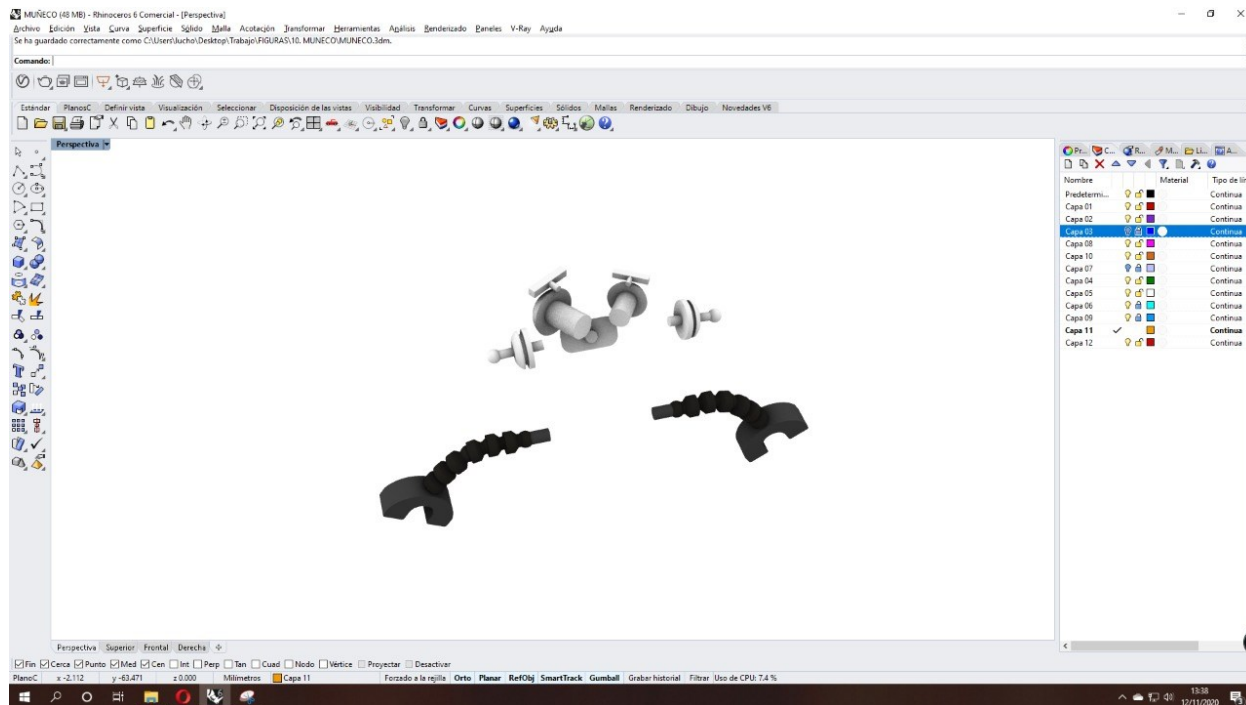 MUÑECO (48 MB) - Rhinoceros 6 Comercial - [Perspectiva]
Archivo Edición Vista Curva Superficie Sólido Malla Acotación Transformar Herramientas Análisis Renderizado Paneles V-Ray Ayuda
Se ha guardado correctamente como C:\Users\lucho\Desktop\Trabajo\FIGURAS\10. MUNECO\MUNECO.3dm.
Comando:
Estándar PlanosC Definir vista Visualización Seleccionar Disposición de las vistas Visibilidad Transformar Curvas Superficies Sólidos Mallas Renderizado Dibujo Novedades V6
Perspectiva
Pr... C... R... M... Li... A...
Nombre Material Tipo de lín
Predetermi... Continua
Capa 01 Continua
Capa 02 Continua
Capa 03 Continua
Capa 08 Continua
Capa 10 Continua
Capa 07 Continua
Capa 04 Continua
Capa 05 Continua
Capa 06 Continua
Capa 09 Continua
Capa 11 Continua
Capa 12 Continua
Perspectiva Superior Frontal Derecha
Fin Cerca Punto Med Cen Int Perp Tan Cuad Nodo Vértice Proyectar Desactivar
PlanoC x -2.112 y -63.471 z 0.000 Milímetros Capa 11 Forzado a la rejilla Orto Planar RefObj SmartTrack Gumball Grabar historial Filtrar Uso de CPU: 7.4 %
13:38
12/11/2020